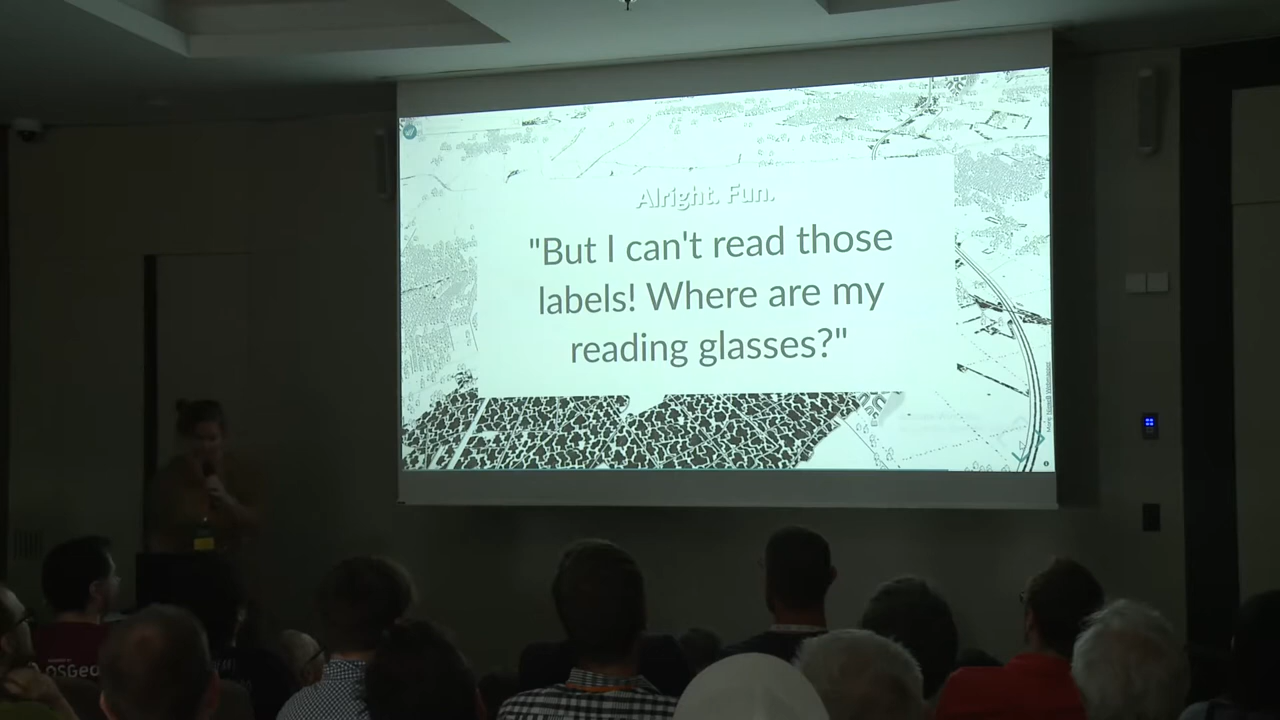 Alright. Fun.
"But I can't read those
labels! Where are my
reading glasses?"
OSGeo